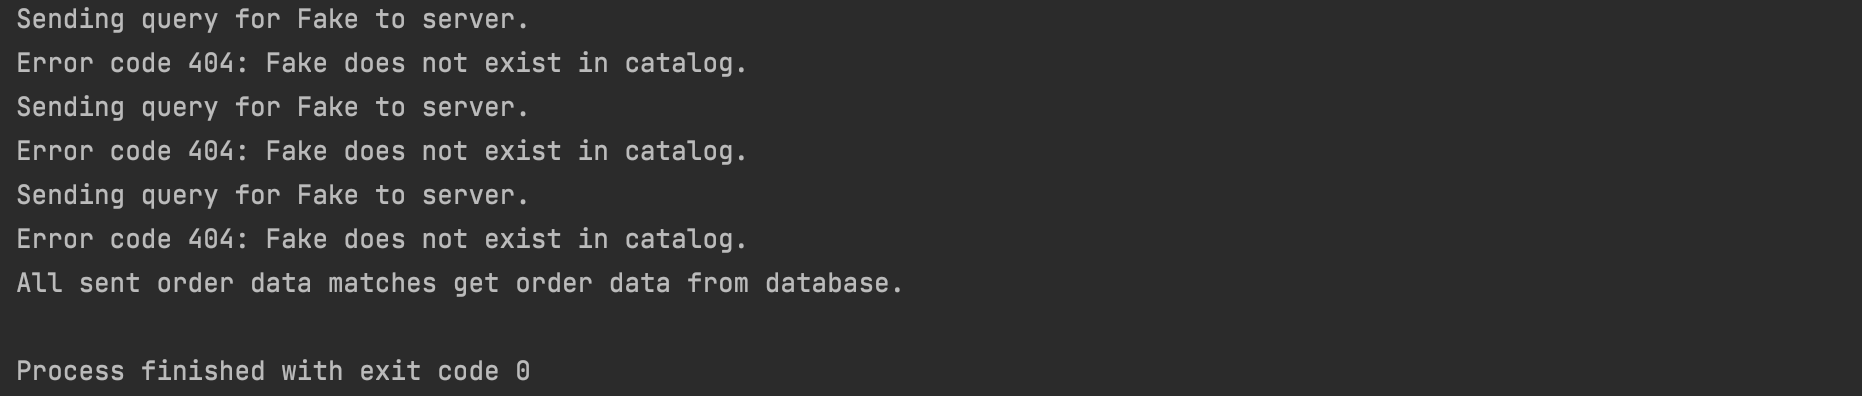 Sending query for Fake to server.
Error code 404: Fake does not exist in catalog.
Sending query for Fake to server.
Error code 404: Fake does not exist in catalog.
Sending query for Fake to server.
Error code 404: Fake does not exist in catalog.
All sent order data matches get order data from database.
Process finished with exit code 0